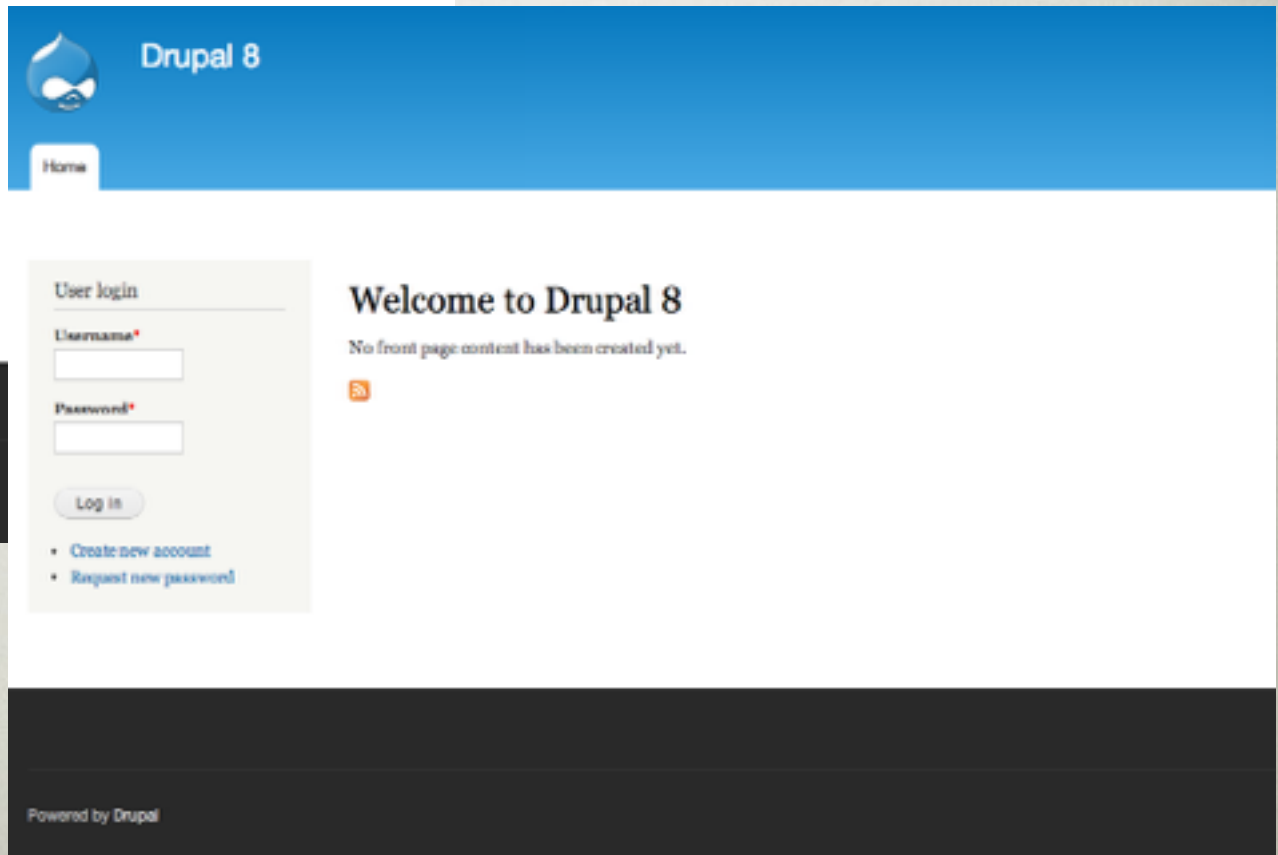 Drupal 8
Home
User login
Username*
Password*
Log in
Create new account
Request new password
Welcome to Drupal 8
No front page content has been created yet.
Powered by Drupal